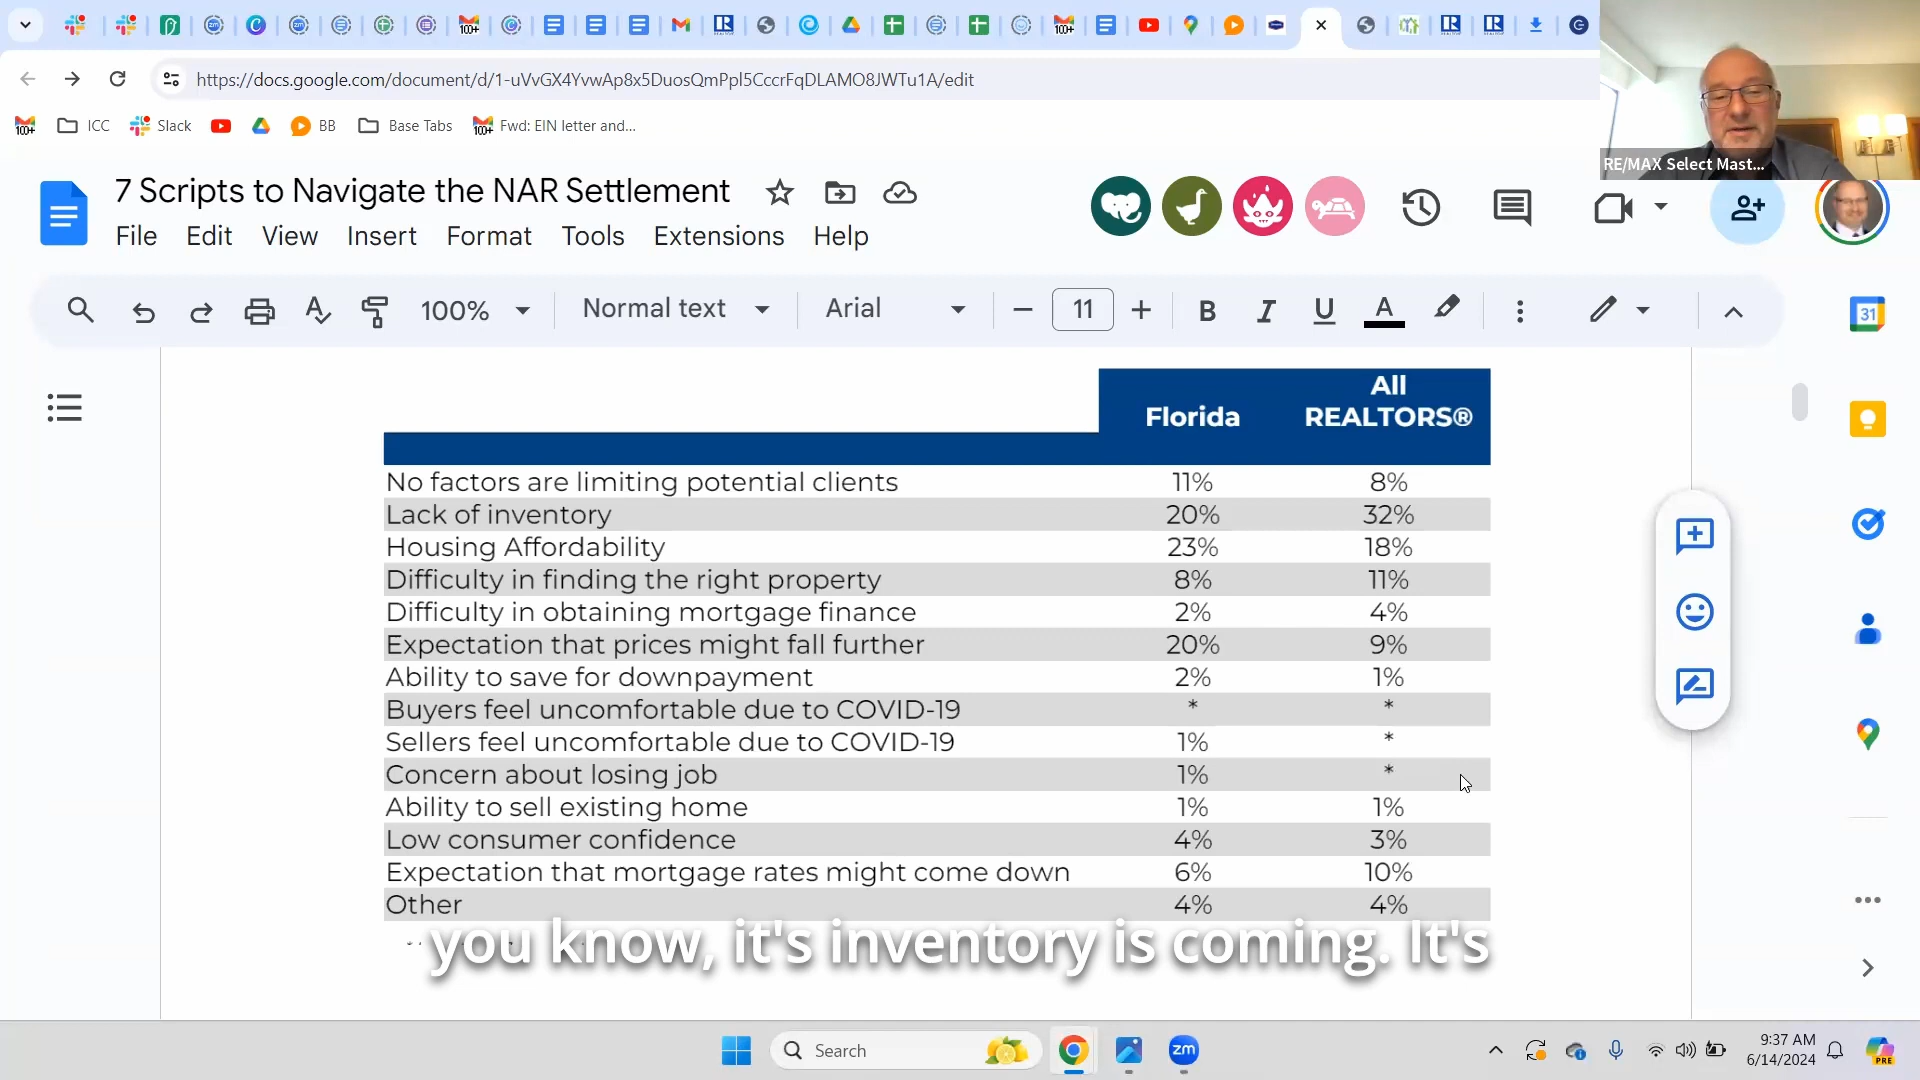 https://docs.google.com/document/d/1-uVvGX4YvwAp8x5DuosQmPpl5CccrFqDLAMO8JWTu1A/edit
100+ ICC Slack BB Base Tabs 100+ Fwd: EIN letter and...
RE/MAX Select Mast...
7 Scripts to Navigate the NAR Settlement
File Edit View Insert Format Tools Extensions Help
100% Normal text Arial 11 B I U A
31
Florida All REALTORS®
No factors are limiting potential clients 11% 8%
Lack of inventory 20% 32%
Housing Affordability 23% 18%
Difficulty in finding the right property 8% 11%
Difficulty in obtaining mortgage finance 2% 4%
Expectation that prices might fall further 20% 9%
Ability to save for downpayment 2% 1%
Buyers feel uncomfortable due to COVID-19 * *
Sellers feel uncomfortable due to COVID-19 1% *
Concern about losing job 1% *
Ability to sell existing home 1% 1%
Low consumer confidence 4% 3%
Expectation that mortgage rates might come down 6% 10%
Other 4% 4%
you know, it's inventory is coming. It's
Search
zm
9:37 AM
6/14/2024
PRE